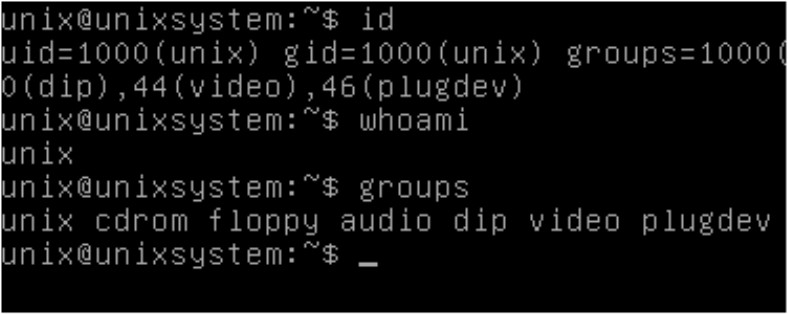 unix@unixsystem:~$ id
uid=1000(unix) gid=1000(unix) groups=1000(
0(dip),44(video),46(plugdev)
unix@unixsystem:~$ whoami
unix
unix@unixsystem:~$ groups
unix cdrom floppy audio dip video plugdev
unix@unixsystem:~$ _